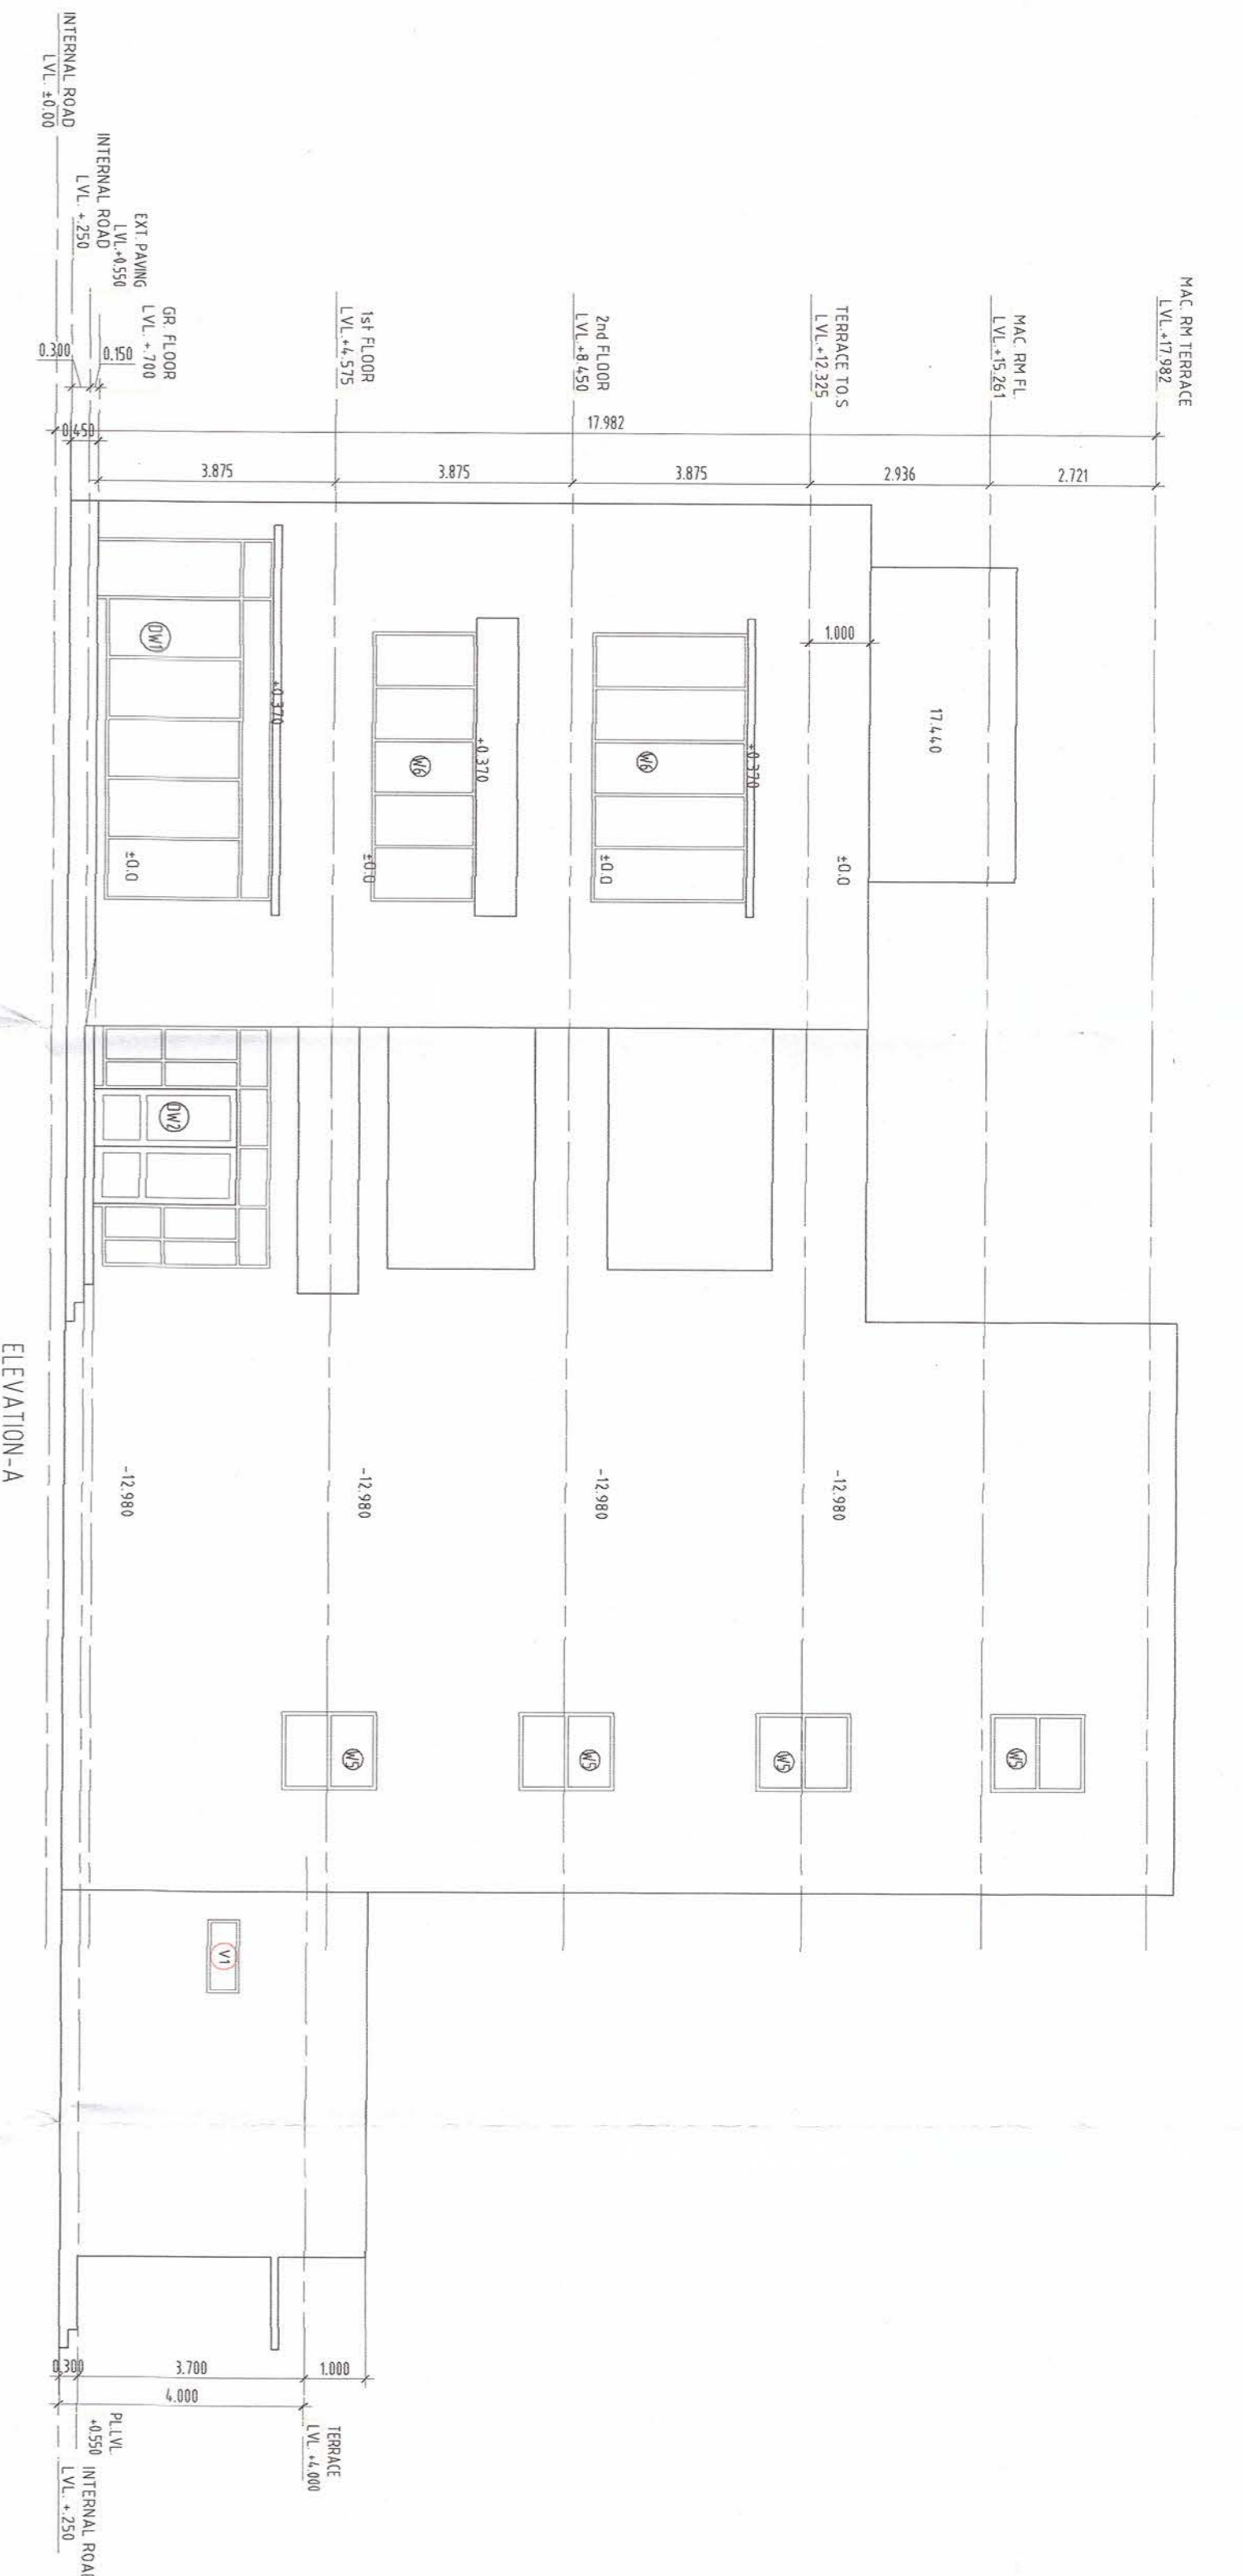 MAC. RM TERRACE
LVL.+17.982
MAC. RM FL.
LVL.+15.261
TERRACE TO.S
LVL.+12.325
2nd FLOOR
LVL.+8.450
1st FLOOR
LVL.+4.575
GR. FLOOR
LVL. +.700
EXT. PAVING
LVL.+0.550
INTERNAL ROAD
LVL. +.250
INTERNAL ROAD
LVL. ±0.00
2.721
2.936
3.875
3.875
3.875
17.982
0.150
0.300
0.450
17.440
1.000
±0.0
+0.370
W6
±0.0
+0.370
W6
±0.0
+0.370
DW1
±0.0
DW2
-12.980
-12.980
-12.980
-12.980
W5
W5
W5
W5
V1
1.000
3.700
0.300
4.000
TERRACE
LVL. +4.000
PL.LVL.
+0.550
INTERNAL ROAD
LVL. +.250
ELEVATION-A